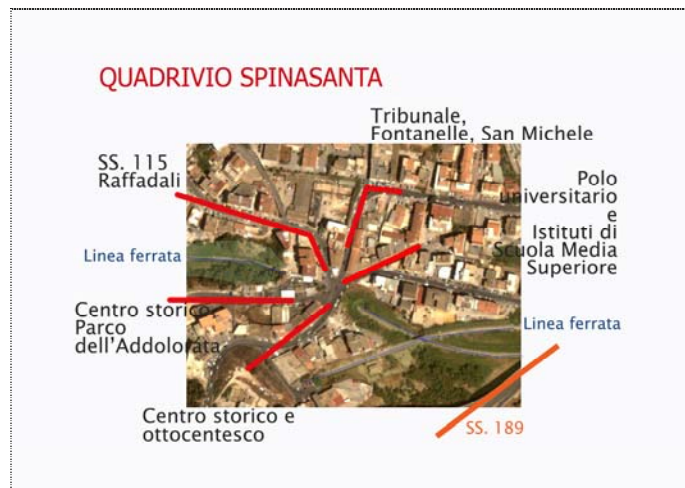 QUADRIVIO SPINASANTA
Tribunale,
Fontanelle, San Michele
SS. 115
Raffadali
Polo
universitario
e
Istituti di
Scuola Media
Superiore
Linea ferrata
Centro storico,
Parco
dell'Addolorata
Linea ferrata
Centro storico e
ottocentesco
SS. 189